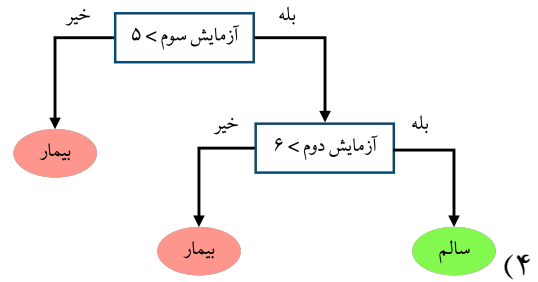 آزمایش سوم < ۵
بله
خیر
آزمایش دوم < ۶
بله
خیر
بیمار
سالم
بیمار
۴)